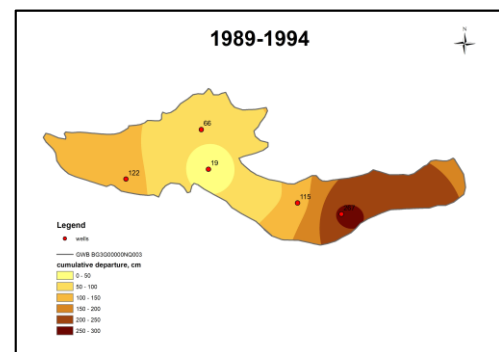 1989-1994
N
66
19
122
115
Legend
wells
GWB BG3G00000NQ003
cumulative departure, cm
0 - 50
50 - 100
100 - 150
150 - 200
200 - 250
250 - 300